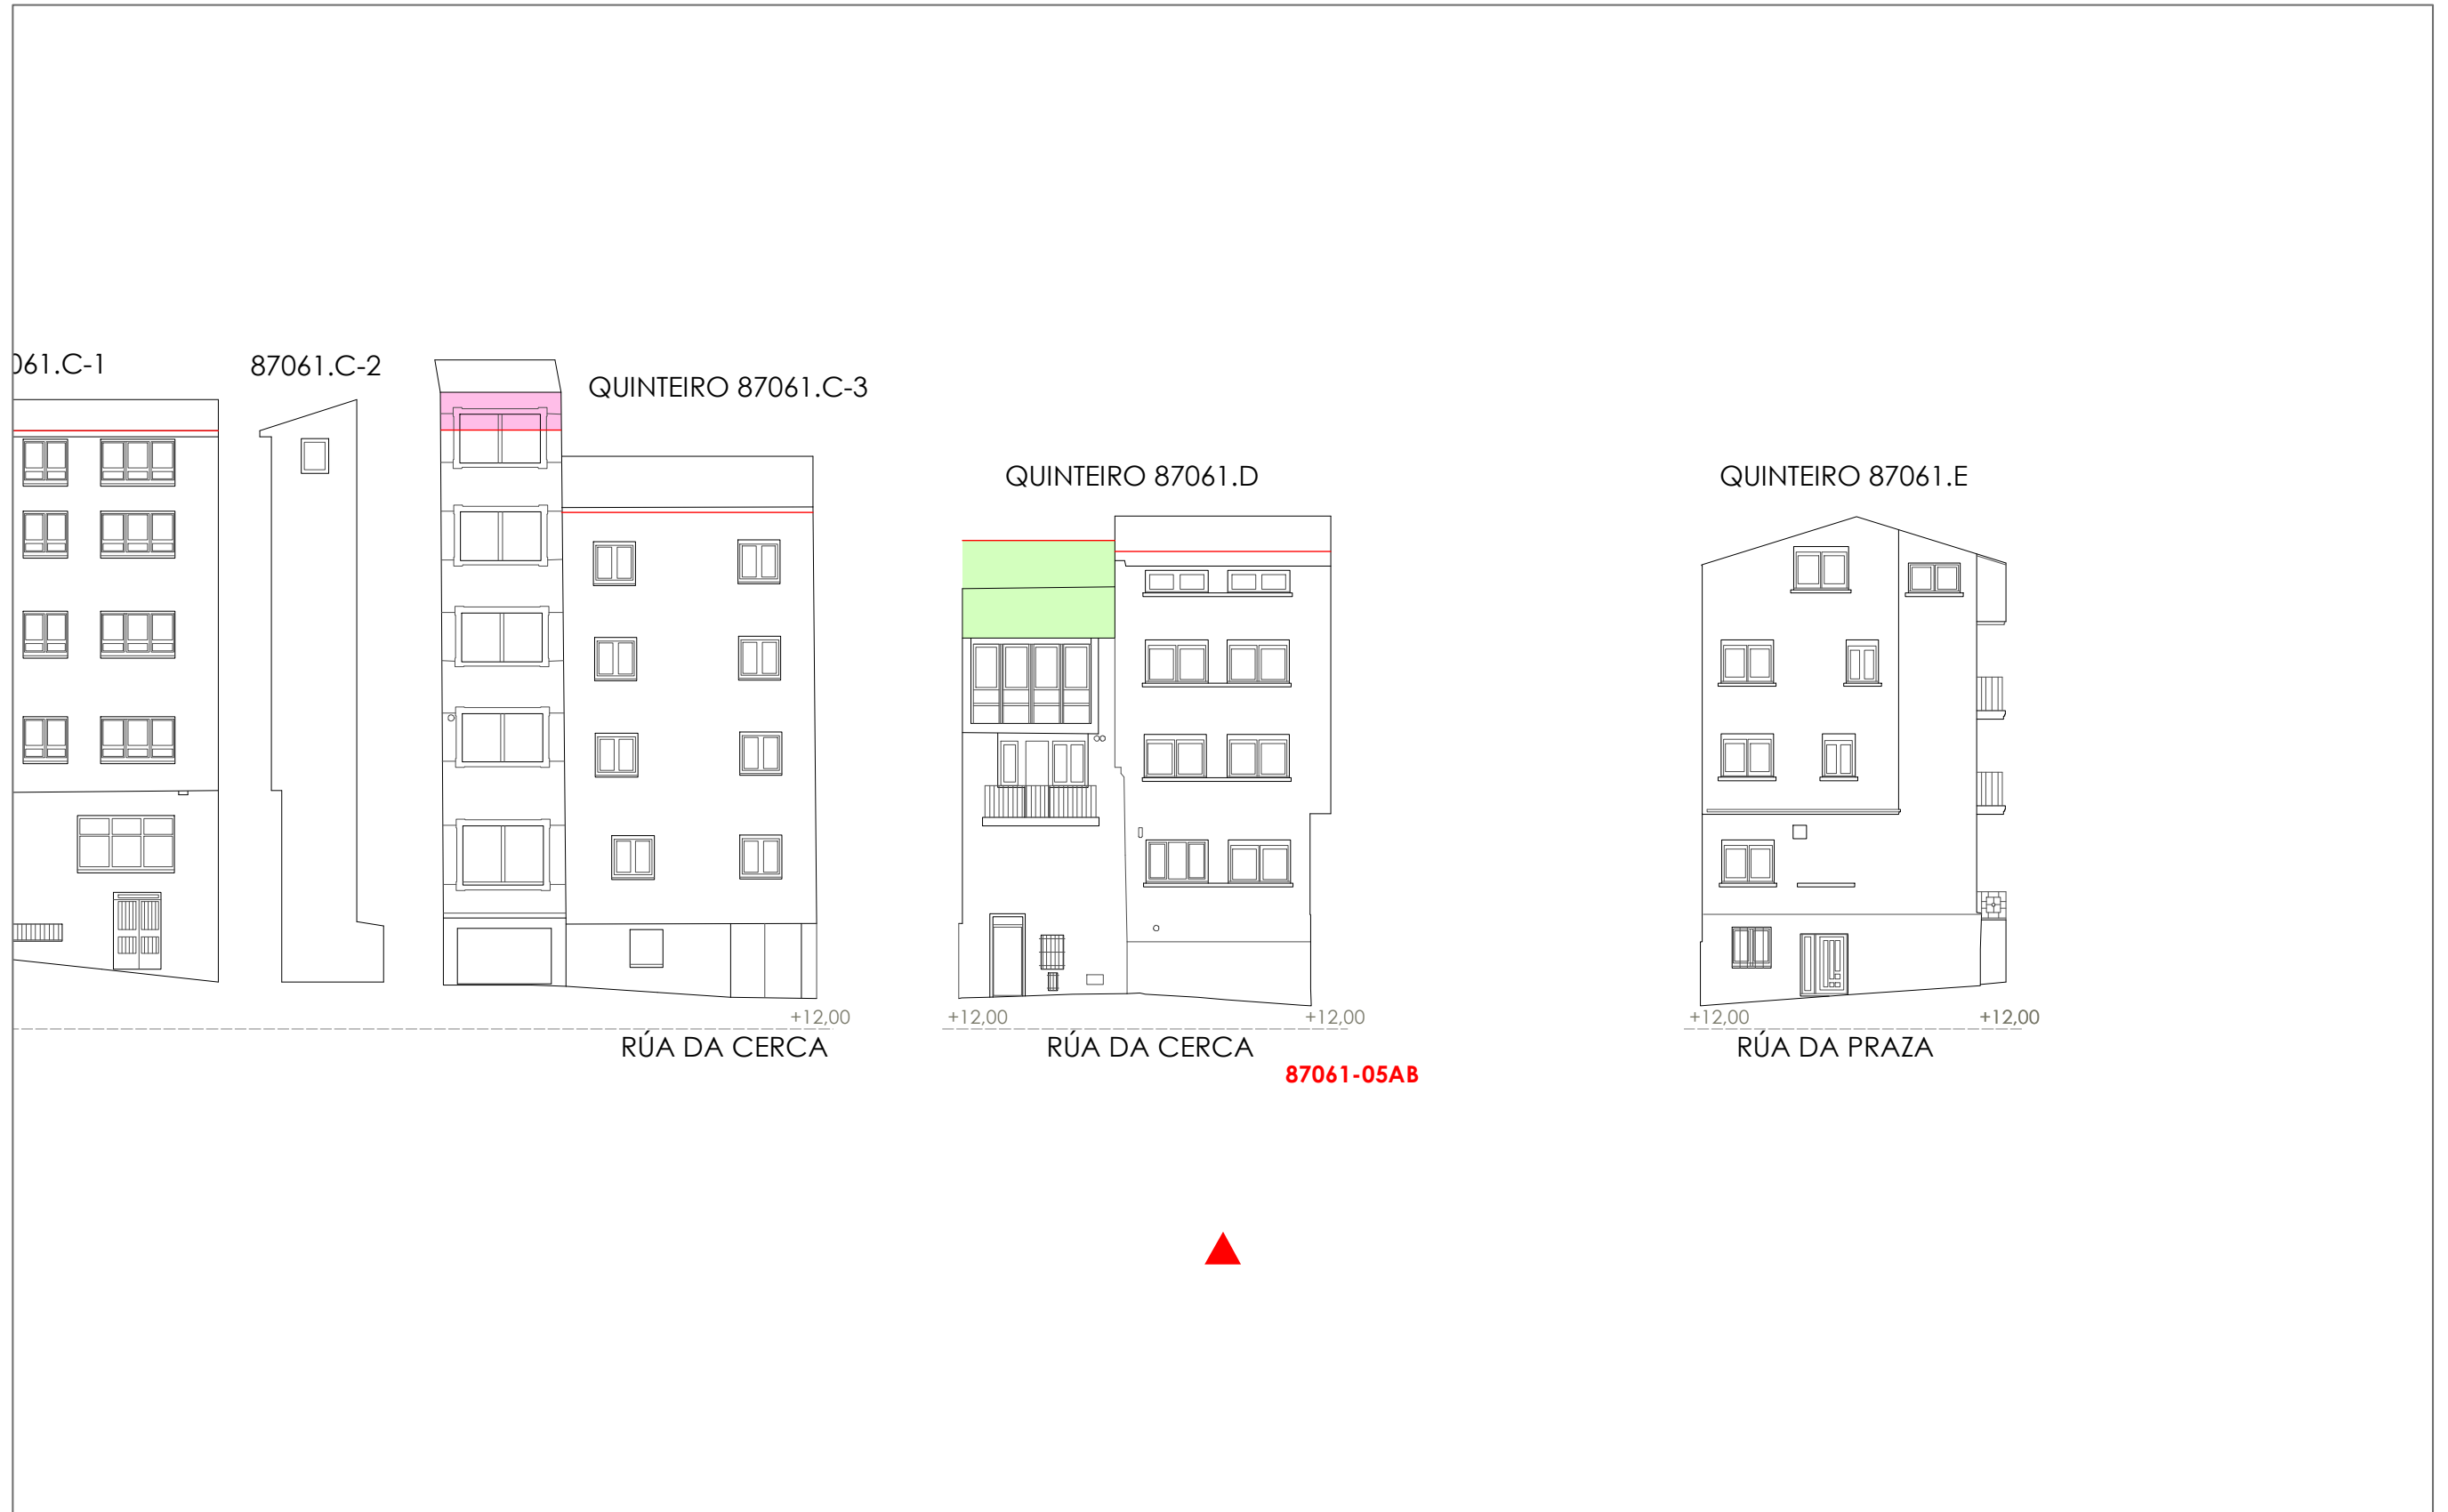 061.C-1
87061.C-2
QUINTEIRO 87061.C-3
QUINTEIRO 87061.D
QUINTEIRO 87061.E
+12,00
+12,00
+12,00
+12,00
+12,00
RÚA DA CERCA
RÚA DA CERCA
RÚA DA PRAZA
87061-05AB